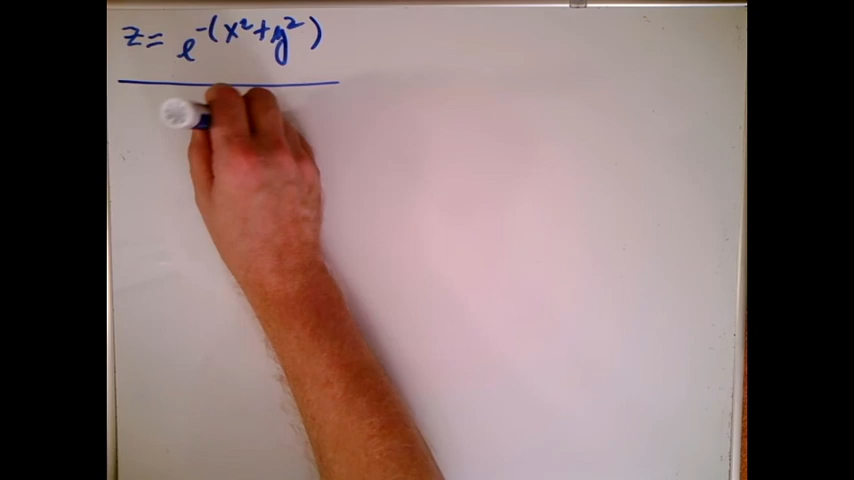 z = e^-(x²+y²)